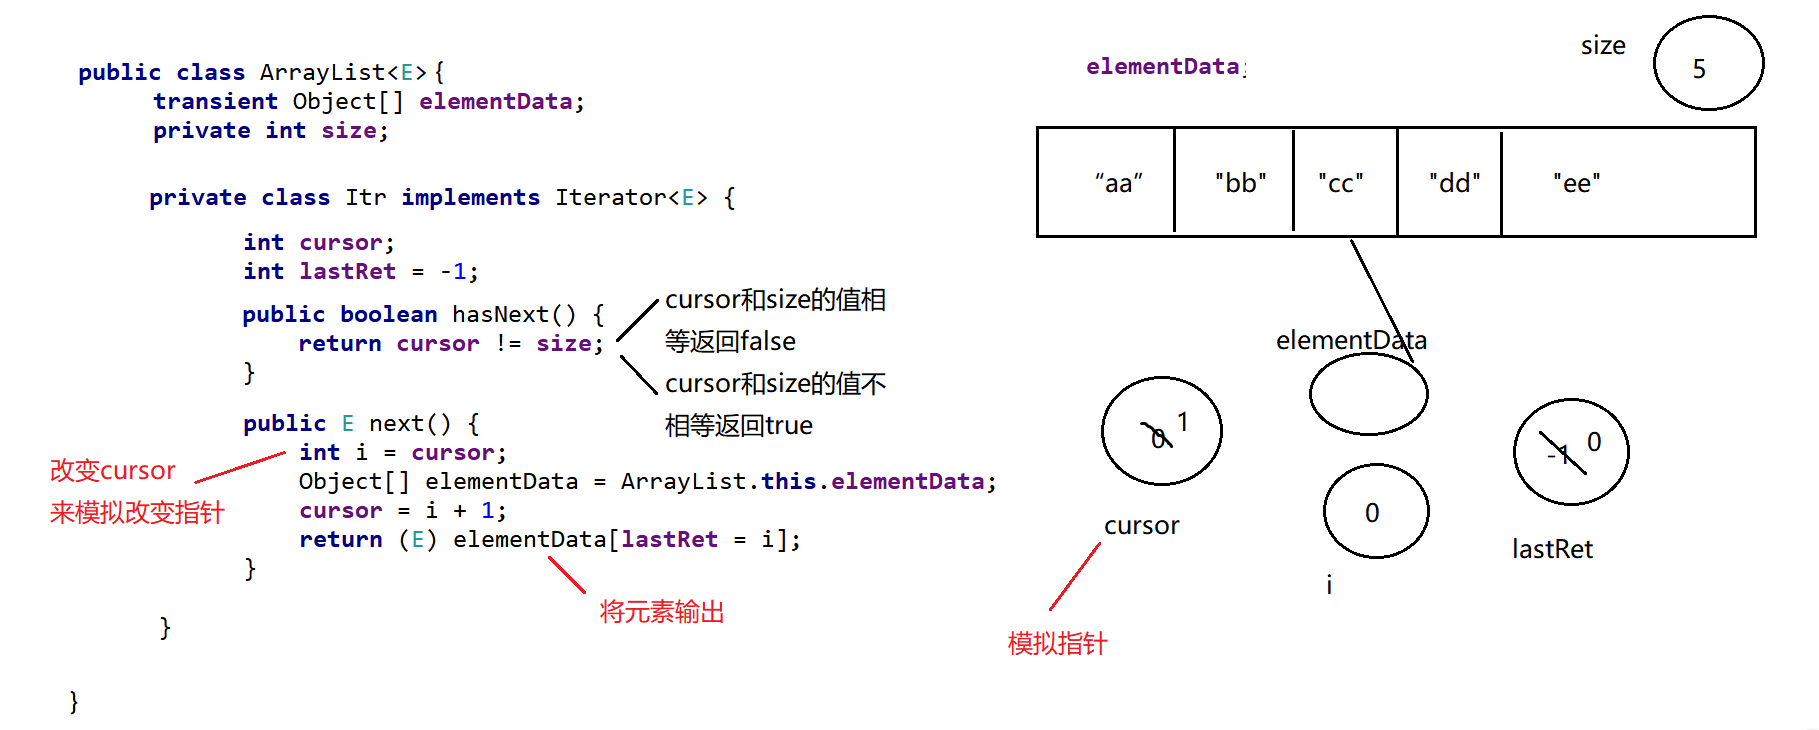 public class ArrayList<E>{
transient Object[] elementData;
private int size;
private class Itr implements Iterator<E> {
int cursor;
int lastRet = -1;
public boolean hasNext() {
return cursor != size;
}
cursor和size的值相
等返回false
cursor和size的值不
相等返回true
public E next() {
int i = cursor;
Object[] elementData = ArrayList.this.elementData;
cursor = i + 1;
return (E) elementData[lastRet = i];
}
改变cursor
来模拟改变指针
将元素输出
}
}
elementData;
size
5
“aa” "bb" "cc" "dd" "ee"
elementData
0 1
cursor
模拟指针
0
i
-1 0
lastRet